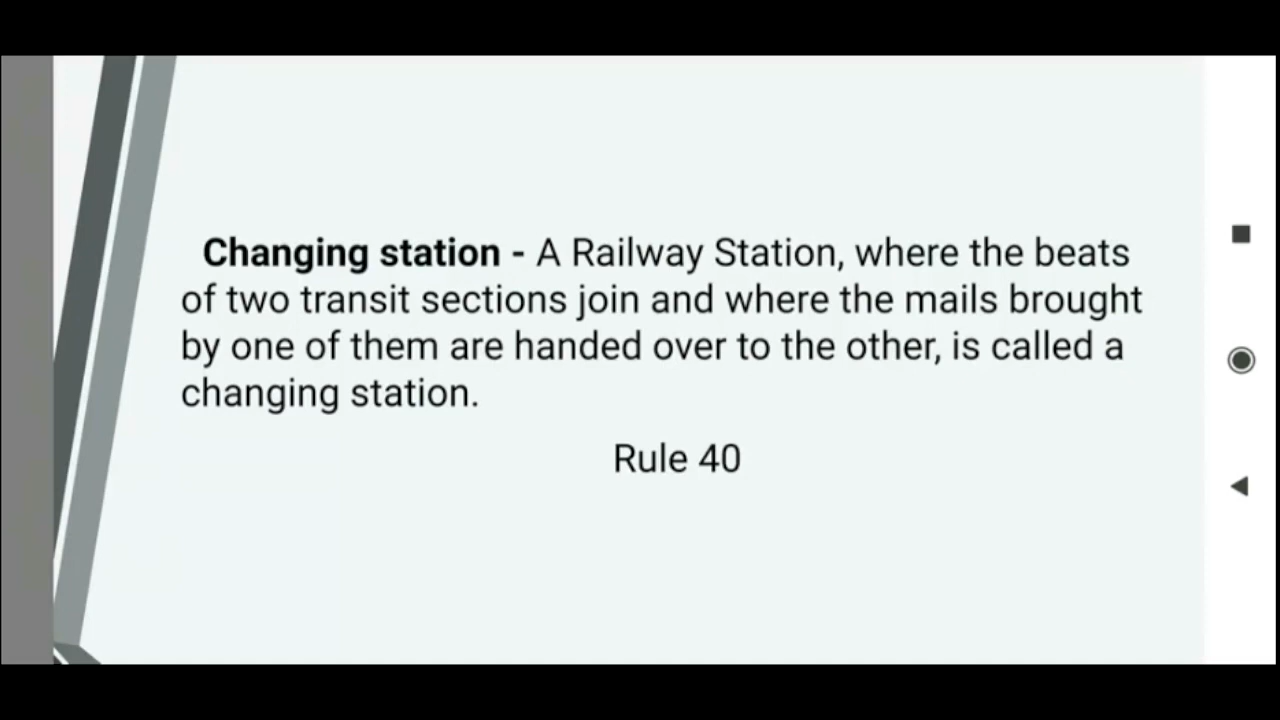 Changing station - A Railway Station, where the beats
of two transit sections join and where the mails brought
by one of them are handed over to the other, is called a
changing station.
Rule 40